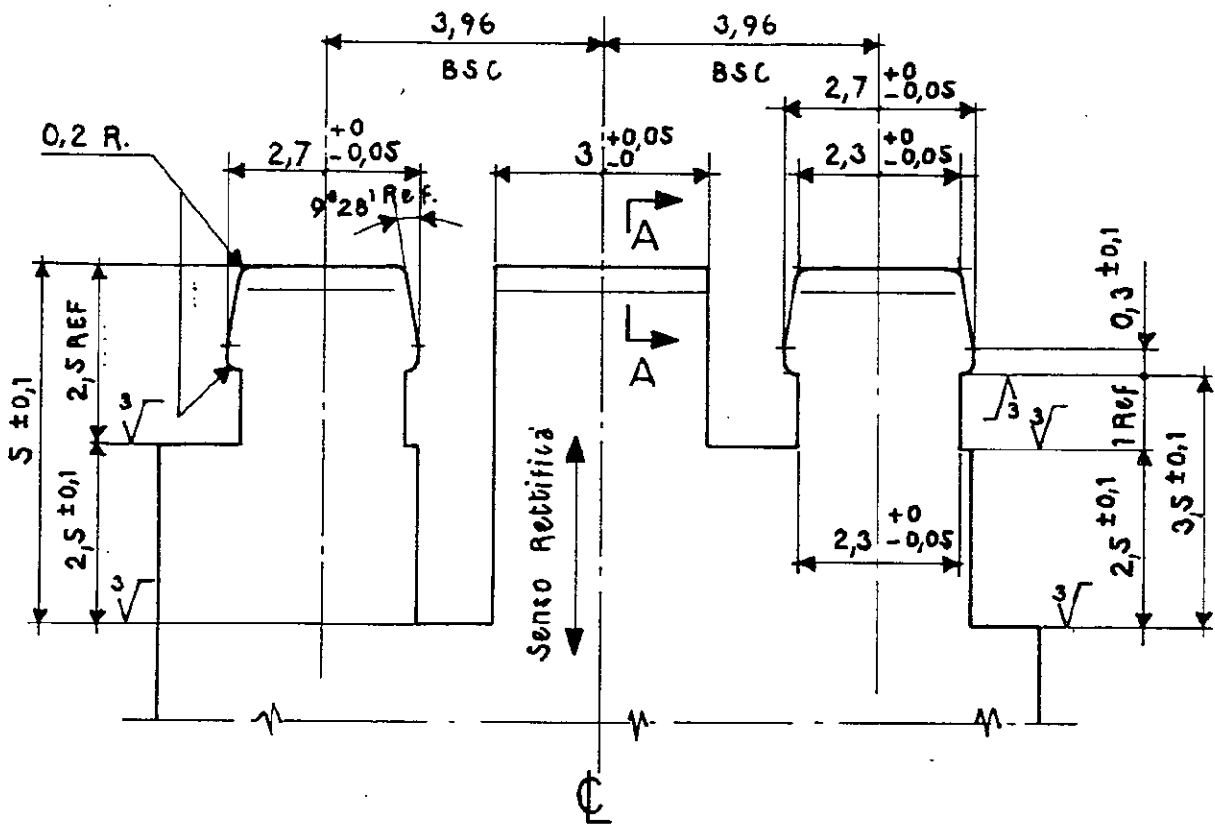 3,96
3,96
BSC
BSC
2,7 +0 -0,05
0,2 R.
2,7 +0 -0,05
3 +0,05 -0
2,3 +0 -0,05
9°28' Ref.
A
A
0,3 ±0,1
5 ±0,1
2,5 REF
3
3
3
1 Ref
2,5 ±0,1
Senso Rettifica
3,5 ±0,1
2,3 +0 -0,05
2,5 ±0,1
3
3
℄